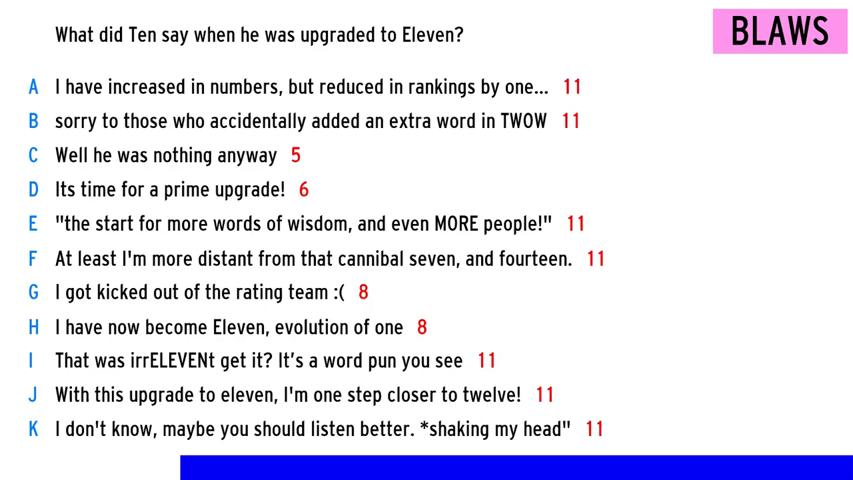 What did Ten say when he was upgraded to Eleven?
BLAWS
A I have increased in numbers, but reduced in rankings by one... 11
B sorry to those who accidentally added an extra word in TWOW 11
C Well he was nothing anyway 5
D Its time for a prime upgrade! 6
E "the start for more words of wisdom, and even MORE people!" 11
F At least I'm more distant from that cannibal seven, and fourteen. 11
G I got kicked out of the rating team :( 8
H I have now become Eleven, evolution of one 8
I That was irrELEVENt get it? It's a word pun you see 11
J With this upgrade to eleven, I'm one step closer to twelve! 11
K I don't know, maybe you should listen better. *shaking my head" 11